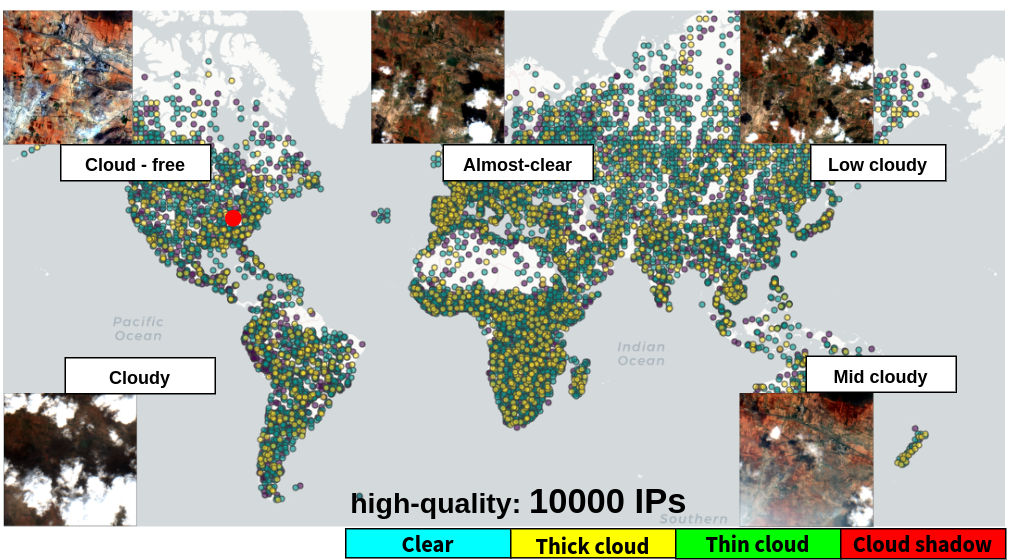 Cloud - free
Almost-clear
Low cloudy
Pacific
Ocean
Indian
Ocean
Cloudy
Mid cloudy
high-quality: 10000 IPs
Southern
Clear
Thick cloud
Thin cloud
Cloud shadow